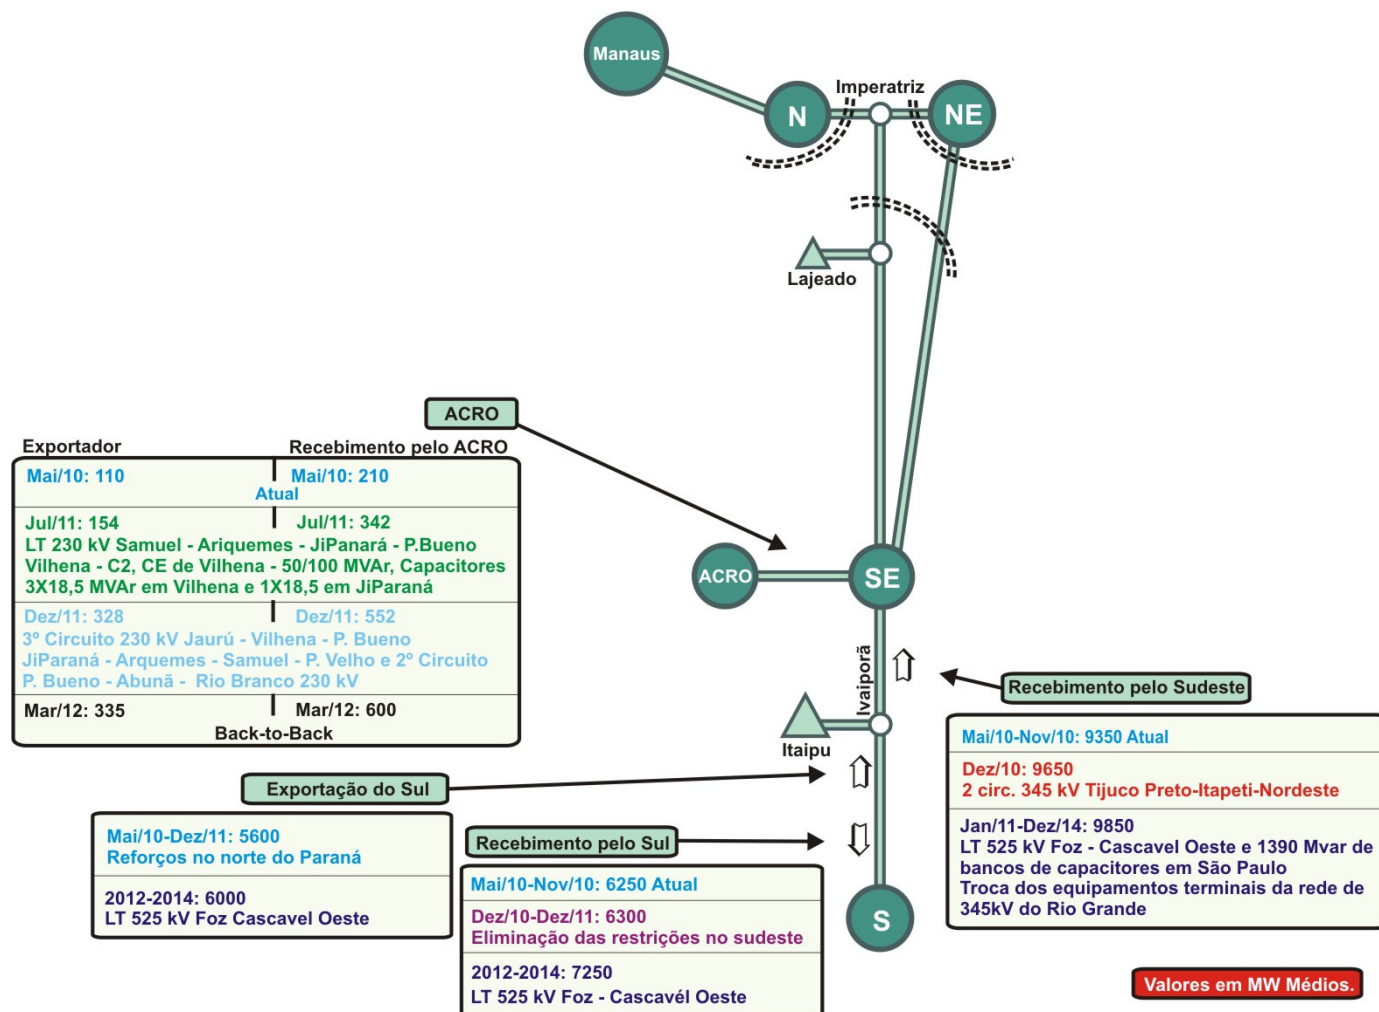 Manaus
N
Imperatriz
NE
Lajeado
ACRO
Exportador
Recebimento pelo ACRO
Mai/10: 110
Mai/10: 210
Atual
Jul/11: 154
Jul/11: 342
LT 230 kV Samuel - Ariquemes - JiPanará - P.Bueno
Vilhena - C2, CE de Vilhena - 50/100 MVAr, Capacitores
3X18,5 MVAr em Vilhena e 1X18,5 em JiParaná
Dez/11: 328
Dez/11: 552
3º Circuito 230 kV Jaurú - Vilhena - P. Bueno
JiParaná - Arquemes - Samuel - P. Velho e 2º Circuito
P. Bueno - Abunã - Rio Branco 230 kV
Mar/12: 335
Mar/12: 600
Back-to-Back
ACRO
SE
Ivaiporã
Itaipu
Recebimento pelo Sudeste
Mai/10-Nov/10: 9350 Atual
Dez/10: 9650
2 circ. 345 kV Tijuco Preto-Itapeti-Nordeste
Jan/11-Dez/14: 9850
LT 525 kV Foz - Cascavel Oeste e 1390 Mvar de
bancos de capacitores em São Paulo
Troca dos equipamentos terminais da rede de
345kV do Rio Grande
Exportação do Sul
Mai/10-Dez/11: 5600
Reforços no norte do Paraná
2012-2014: 6000
LT 525 kV Foz Cascavel Oeste
Recebimento pelo Sul
Mai/10-Nov/10: 6250 Atual
Dez/10-Dez/11: 6300
Eliminação das restrições no sudeste
2012-2014: 7250
LT 525 kV Foz - Cascavél Oeste
S
Valores em MW Médios.